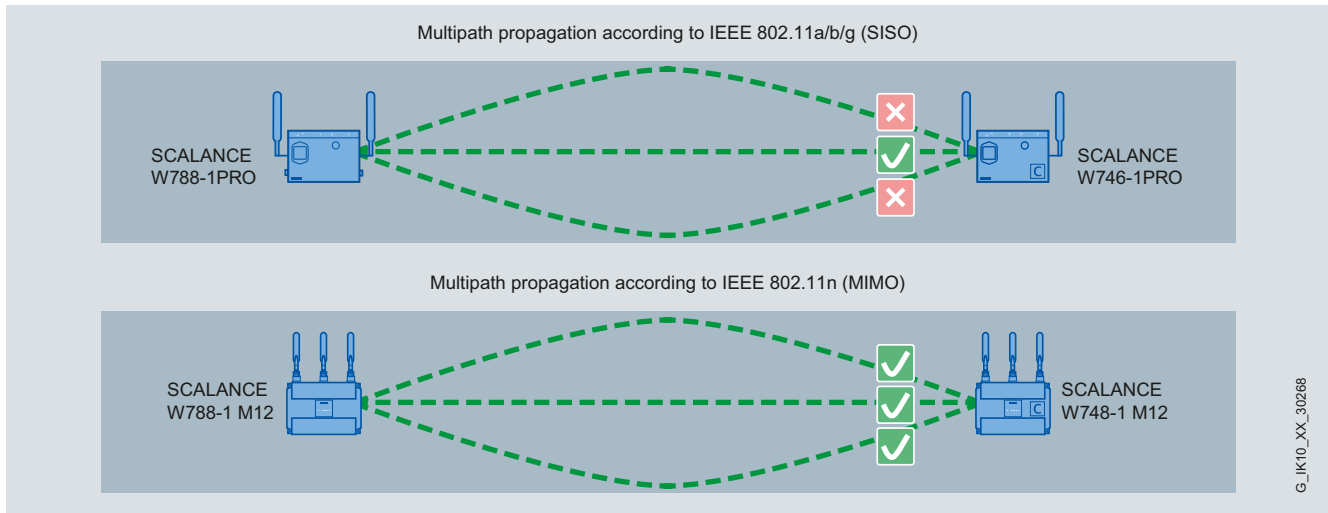 Multipath propagation according to IEEE 802.11a/b/g (SISO)
SCALANCE
W788-1PRO
SCALANCE
W746-1PRO
C
Multipath propagation according to IEEE 802.11n (MIMO)
SCALANCE
W788-1 M12
SCALANCE
W748-1 M12
C
G_IK10_XX_30268